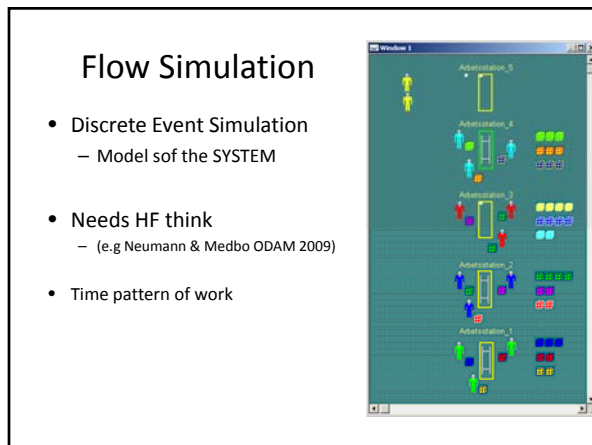 Flow Simulation
• Discrete Event Simulation
– Model sof the SYSTEM
• Needs HF think
– (e.g Neumann & Medbo ODAM 2009)
• Time pattern of work
Window 1
Arbetsstation_5
Arbetsstation_4
Arbetsstation_3
Arbetsstation_2
Arbetsstation_1